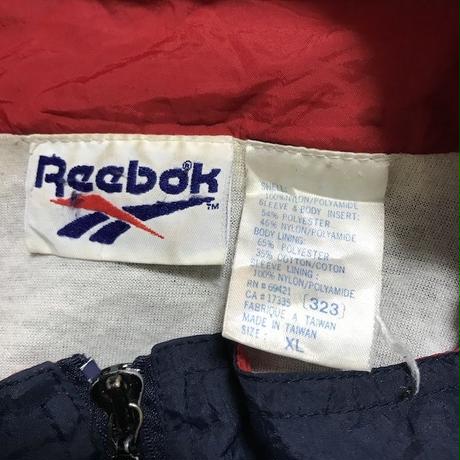 Reebok®
TM
SHELL:
100% NYLON/POLYAMIDE
SLEEVE & BODY INSERT:
54% POLYESTER
46% NYLON/POLYAMIDE
BODY LINING:
65% POLYESTER
35% COTTON/COTON
SLEEVE LINING:
100% NYLON/POLYAMIDE
RN # 69421
CA # 17335 [323]
FABRIQUE A TAIWAN
MADE IN TAIWAN
SIZE: XL